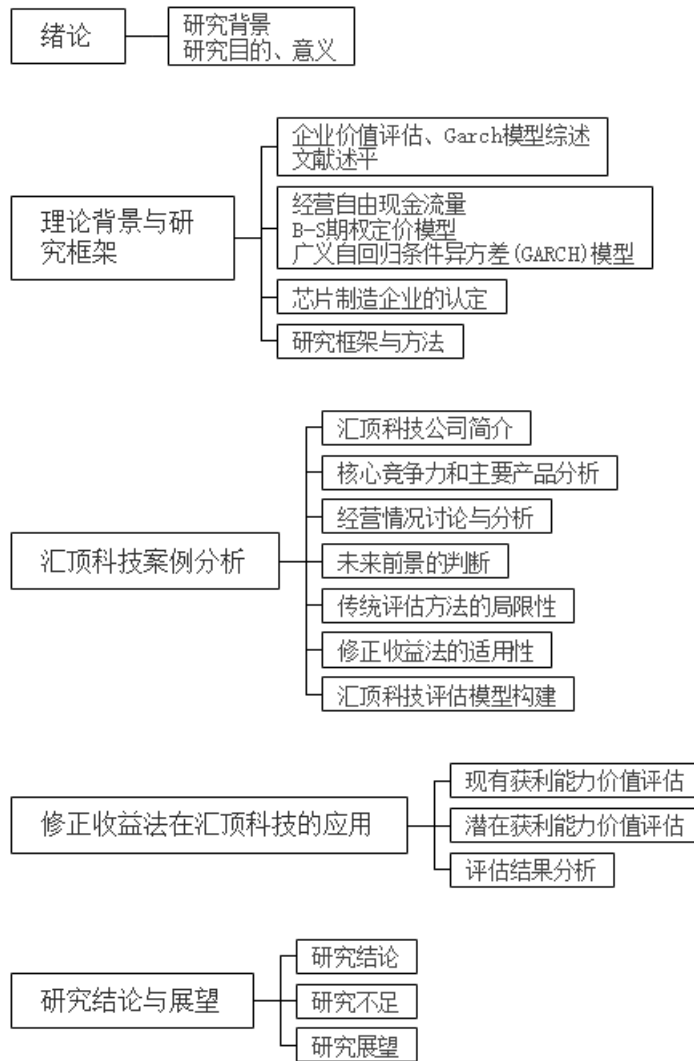 绪论
研究背景
研究目的、意义
理论背景与研
究框架
企业价值评估、Garch模型综述
文献述平
经营自由现金流量
B-S期权定价模型
广义自回归条件异方差(GARCH)模型
芯片制造企业的认定
研究框架与方法
汇顶科技案例分析
汇顶科技公司简介
核心竞争力和主要产品分析
经营情况讨论与分析
未来前景的判断
传统评估方法的局限性
修正收益法的适用性
汇顶科技评估模型构建
修正收益法在汇顶科技的应用
现有获利能力价值评估
潜在获利能力价值评估
评估结果分析
研究结论与展望
研究结论
研究不足
研究展望